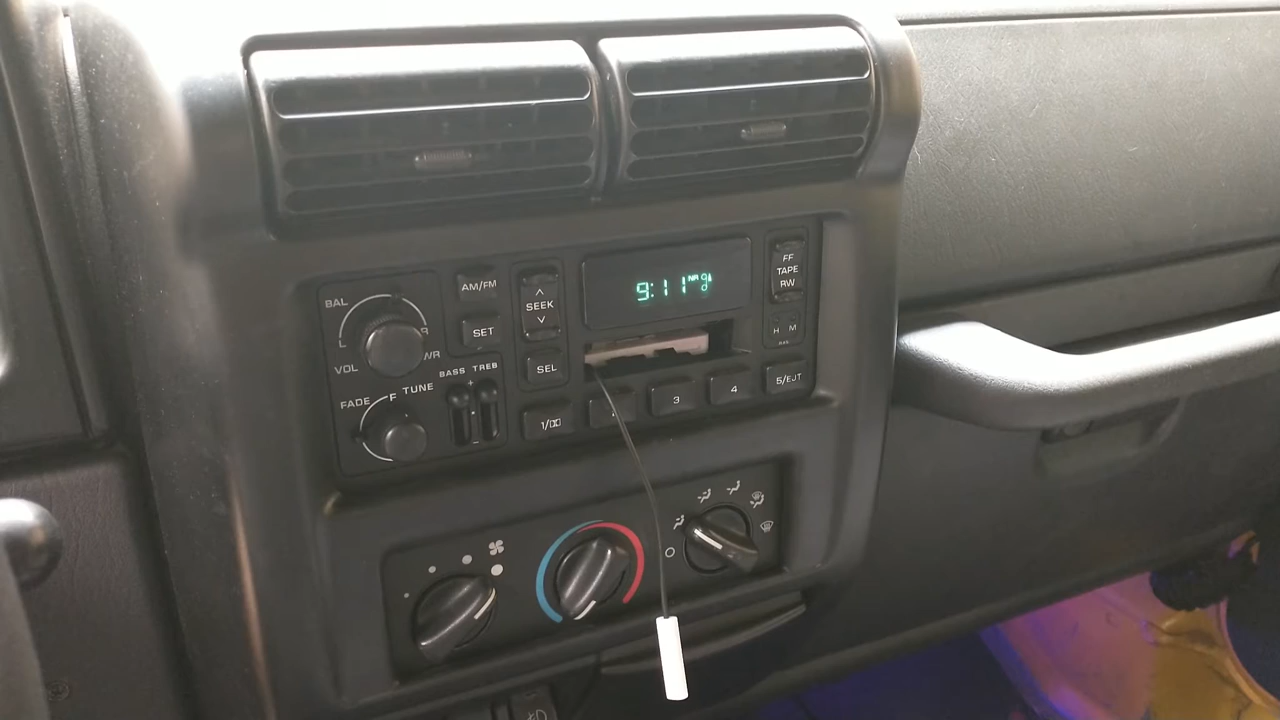 BAL
L
R
VOL
PWR
FADE
F
TUNE
BASS
TREB
+
-
AM/FM
SET
SEEK
SEL
9:11
FF
TAPE
RW
H M
1/
2
3
4
5/EJT